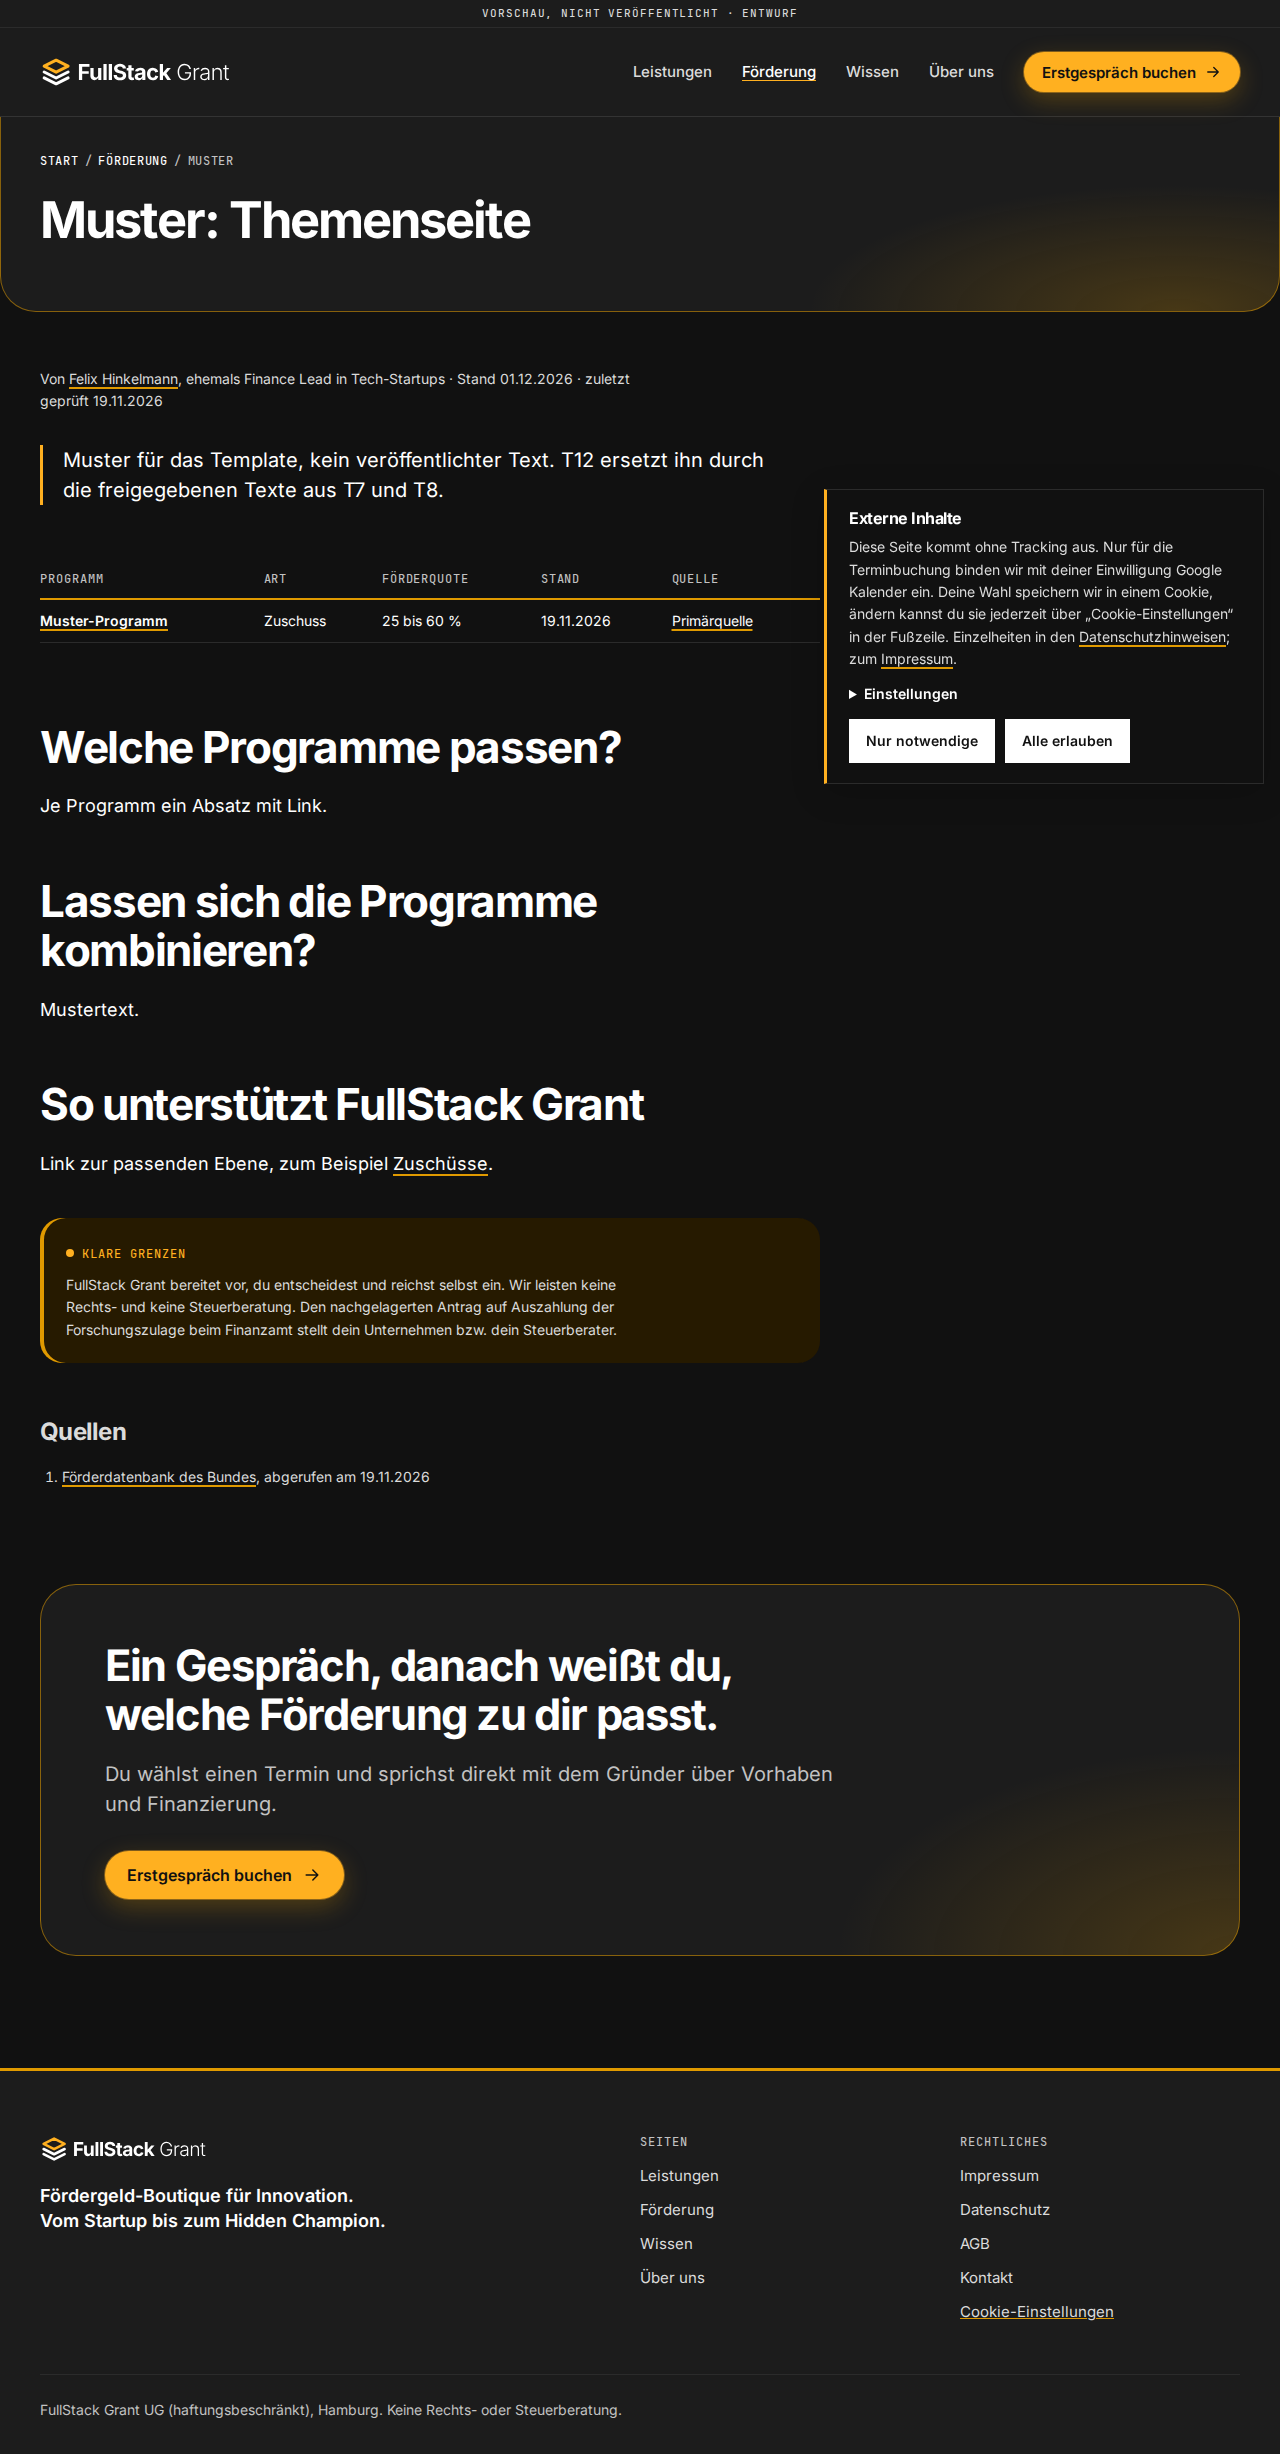 VORSCHAU, NICHT VERÖFFENTLICHT · ENTWURF
FullStack Grant
Leistungen
Förderung
Wissen
Über uns
Erstgespräch buchen →
START / FÖRDERUNG / MUSTER
Muster: Themenseite
Von Felix Hinkelmann, ehemals Finance Lead in Tech-Startups · Stand 01.12.2026 · zuletzt
geprüft 19.11.2026
Muster für das Template, kein veröffentlichter Text. T12 ersetzt ihn durch
die freigegebenen Texte aus T7 und T8.
PROGRAMM ART FÖRDERQUOTE STAND QUELLE
Muster-Programm Zuschuss 25 bis 60 % 19.11.2026 Primärquelle
Externe Inhalte
Diese Seite kommt ohne Tracking aus. Nur für die
Terminbuchung binden wir mit deiner Einwilligung Google
Kalender ein. Deine Wahl speichern wir in einem Cookie,
ändern kannst du sie jederzeit über „Cookie-Einstellungen“
in der Fußzeile. Einzelheiten in den Datenschutzhinweisen;
zum Impressum.
▶ Einstellungen
Nur notwendige
Alle erlauben
Welche Programme passen?
Je Programm ein Absatz mit Link.
Lassen sich die Programme
kombinieren?
Mustertext.
So unterstützt FullStack Grant
Link zur passenden Ebene, zum Beispiel Zuschüsse.
KLARE GRENZEN
FullStack Grant bereitet vor, du entscheidest und reichst selbst ein. Wir leisten keine
Rechts- und keine Steuerberatung. Den nachgelagerten Antrag auf Auszahlung der
Forschungszulage beim Finanzamt stellt dein Unternehmen bzw. dein Steuerberater.
Quellen
1. Förderdatenbank des Bundes, abgerufen am 19.11.2026
Ein Gespräch, danach weißt du,
welche Förderung zu dir passt.
Du wählst einen Termin und sprichst direkt mit dem Gründer über Vorhaben
und Finanzierung.
Erstgespräch buchen →
FullStack Grant
Fördergeld-Boutique für Innovation.
Vom Startup bis zum Hidden Champion.
SEITEN
Leistungen
Förderung
Wissen
Über uns
RECHTLICHES
Impressum
Datenschutz
AGB
Kontakt
Cookie-Einstellungen
FullStack Grant UG (haftungsbeschränkt), Hamburg. Keine Rechts- oder Steuerberatung.